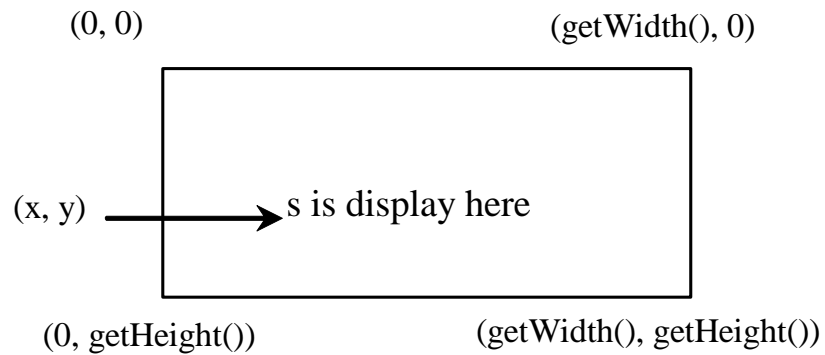 (0, 0)
(getWidth(), 0)
(x, y)
s is display here
(0, getHeight())
(getWidth(), getHeight())